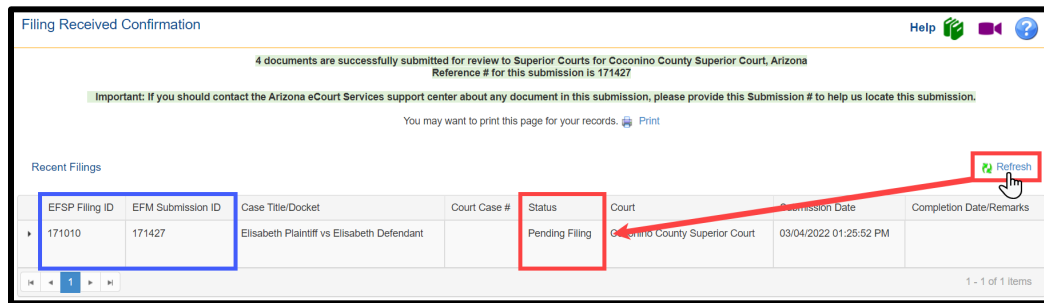 Filing Received Confirmation
Help
4 documents are successfully submitted for review to Superior Courts for Coconino County Superior Court, Arizona
Reference # for this submission is 171427
Important: If you should contact the Arizona eCourt Services support center about any document in this submission, please provide this Submission # to help us locate this submission.
You may want to print this page for your records. Print
Recent Filings
Refresh
EFSP Filing ID EFM Submission ID Case Title/Docket Court Case # Status Court Submission Date Completion Date/Remarks
171010 171427 Elisabeth Plaintiff vs Elisabeth Defendant Pending Filing Coconino County Superior Court 03/04/2022 01:25:52 PM
1
1 - 1 of 1 items